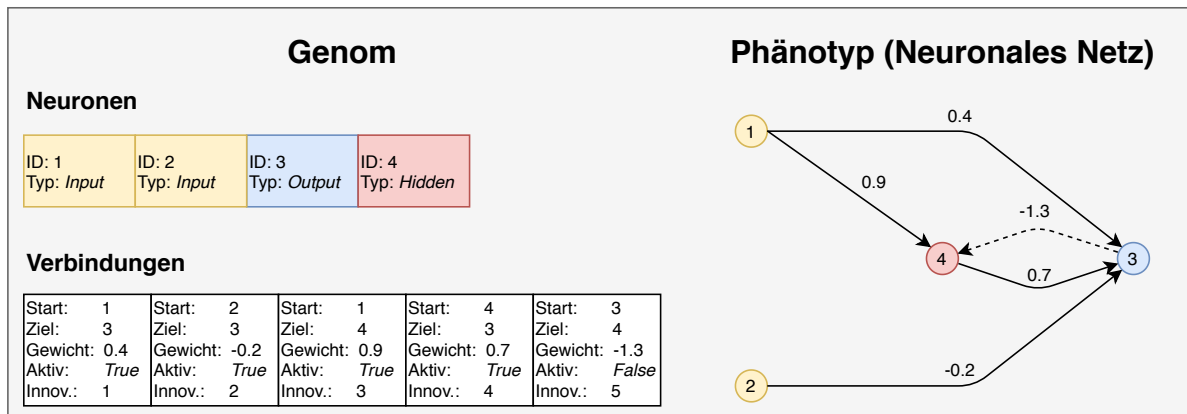 Genom
Neuronen
ID: 1
Typ: Input
ID: 2
Typ: Input
ID: 3
Typ: Output
ID: 4
Typ: Hidden
Verbindungen
Start: 1
Ziel: 3
Gewicht: 0.4
Aktiv: True
Innov.: 1
Start: 2
Ziel: 3
Gewicht: -0.2
Aktiv: True
Innov.: 2
Start: 1
Ziel: 4
Gewicht: 0.9
Aktiv: True
Innov.: 3
Start: 4
Ziel: 3
Gewicht: 0.7
Aktiv: True
Innov.: 4
Start: 3
Ziel: 4
Gewicht: -1.3
Aktiv: False
Innov.: 5
Phänotyp (Neuronales Netz)
0.4
1
0.9
-1.3
4
3
0.7
-0.2
2